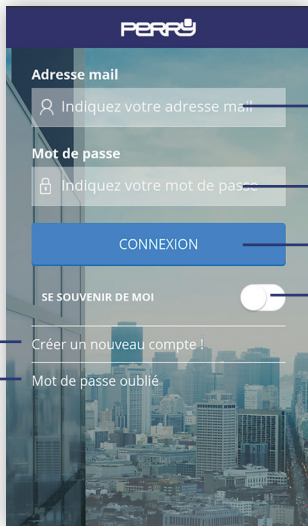 PERRY
Adresse mail
Indiquez votre adresse mail
Mot de passe
Indiquez votre mot de passe
CONNEXION
SE SOUVENIR DE MOI
Créer un nouveau compte !
Mot de passe oublié